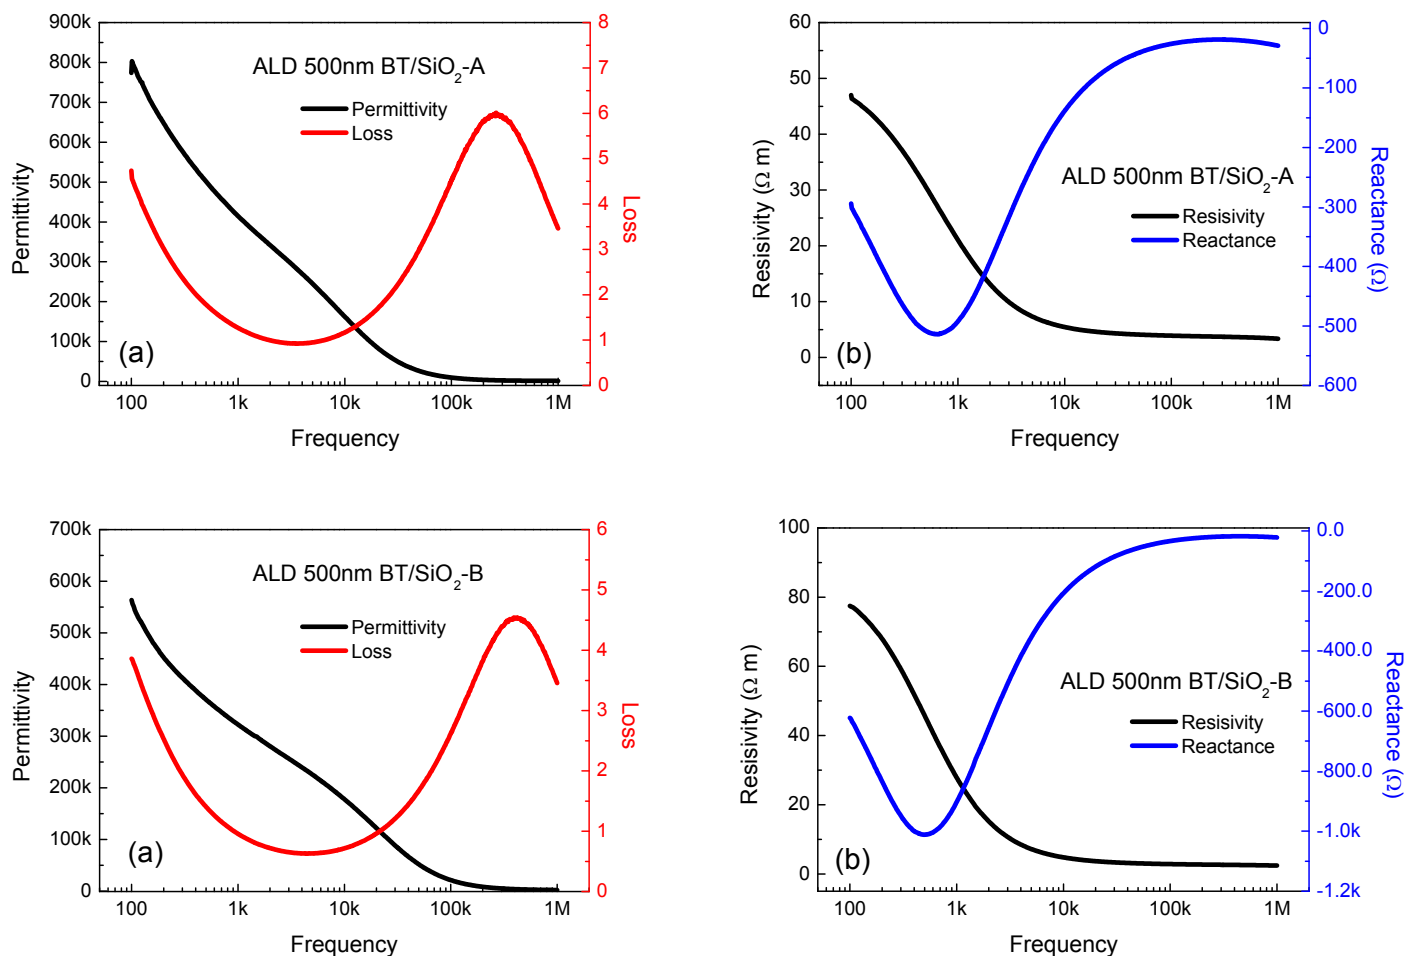 900k
800k
700k
600k
500k
400k
300k
200k
100k
0
Permittivity
ALD 500nm BT/SiO2-A
Permittivity
Loss
(a)
8
7
6
5
4
3
2
1
0
Loss
100 1k 10k 100k 1M
Frequency
60
50
40
30
20
10
0
Resisivity (Ω m)
ALD 500nm BT/SiO2-A
Resisivity
Reactance
(b)
0
-100
-200
-300
-400
-500
-600
Reactance (Ω)
100 1k 10k 100k 1M
Frequency
700k
600k
500k
400k
300k
200k
100k
0
Permittivity
ALD 500nm BT/SiO2-B
Permittivity
Loss
(a)
6
5
4
3
2
1
0
Loss
100 1k 10k 100k 1M
Frequency
100
80
60
40
20
0
Resisivity (Ω m)
ALD 500nm BT/SiO2-B
Resisivity
Reactance
(b)
0.0
-200.0
-400.0
-600.0
-800.0
-1.0k
-1.2k
Reactance (Ω)
100 1k 10k 100k 1M
Frequency